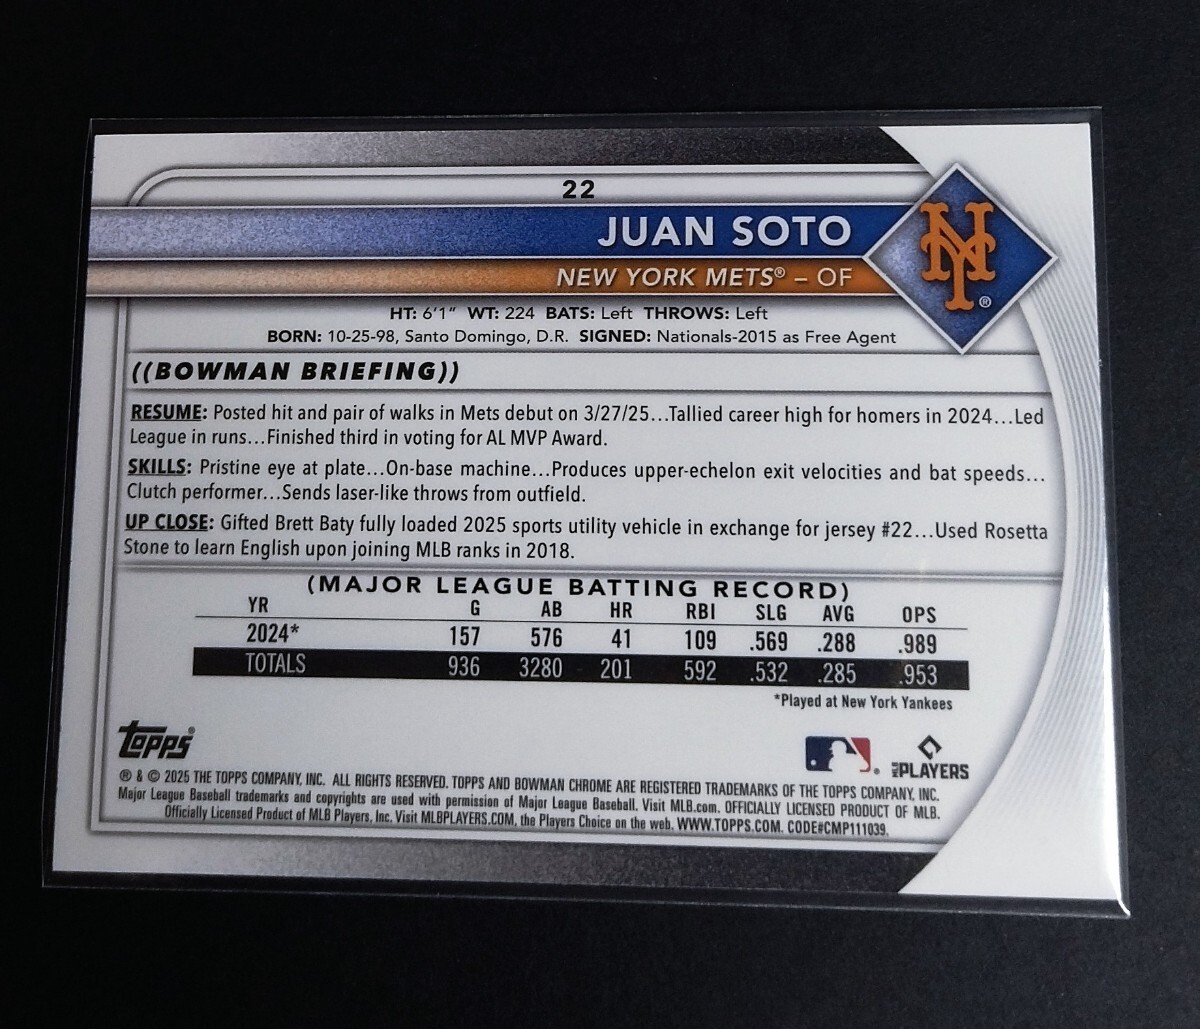 22
JUAN SOTO
NEW YORK METS® – OF
NY
®
HT: 6'1" WT: 224 BATS: Left THROWS: Left
BORN: 10-25-98, Santo Domingo, D.R. SIGNED: Nationals-2015 as Free Agent
((BOWMAN BRIEFING))
RESUME: Posted hit and pair of walks in Mets debut on 3/27/25...Tallied career high for homers in 2024...Led
League in runs...Finished third in voting for AL MVP Award.
SKILLS: Pristine eye at plate...On-base machine...Produces upper-echelon exit velocities and bat speeds...
Clutch performer...Sends laser-like throws from outfield.
UP CLOSE: Gifted Brett Baty fully loaded 2025 sports utility vehicle in exchange for jersey #22...Used Rosetta
Stone to learn English upon joining MLB ranks in 2018.
(MAJOR LEAGUE BATTING RECORD)
YR G AB HR RBI SLG AVG OPS
2024* 157 576 41 109 .569 .288 .989
TOTALS 936 3280 201 592 .532 .285 .953
*Played at New York Yankees
Topps®
MLB PLAYERS
® & © 2025 THE TOPPS COMPANY, INC. ALL RIGHTS RESERVED. TOPPS AND BOWMAN CHROME ARE REGISTERED TRADEMARKS OF THE TOPPS COMPANY, INC.
Major League Baseball trademarks and copyrights are used with permission of Major League Baseball. Visit MLB.com. OFFICIALLY LICENSED PRODUCT OF MLB.
Officially Licensed Product of MLB Players, Inc. Visit MLBPLAYERS.COM, the Players Choice on the web. WWW.TOPPS.COM. CODE#CMP111039.